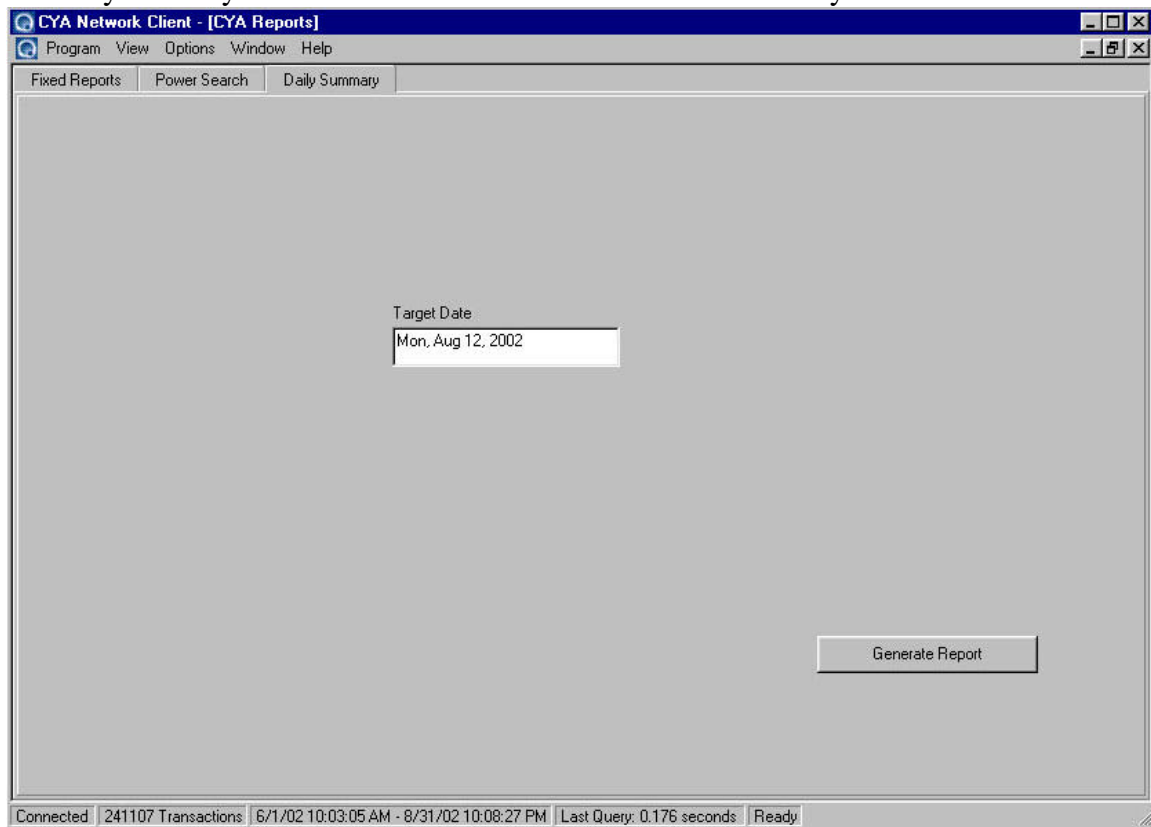 CYA Network Client - [CYA Reports]
Program View Options Window Help
Fixed Reports Power Search Daily Summary
Target Date
Mon, Aug 12, 2002
Generate Report
Connected 241107 Transactions 6/1/02 10:03:05 AM - 8/31/02 10:08:27 PM Last Query: 0.176 seconds Ready